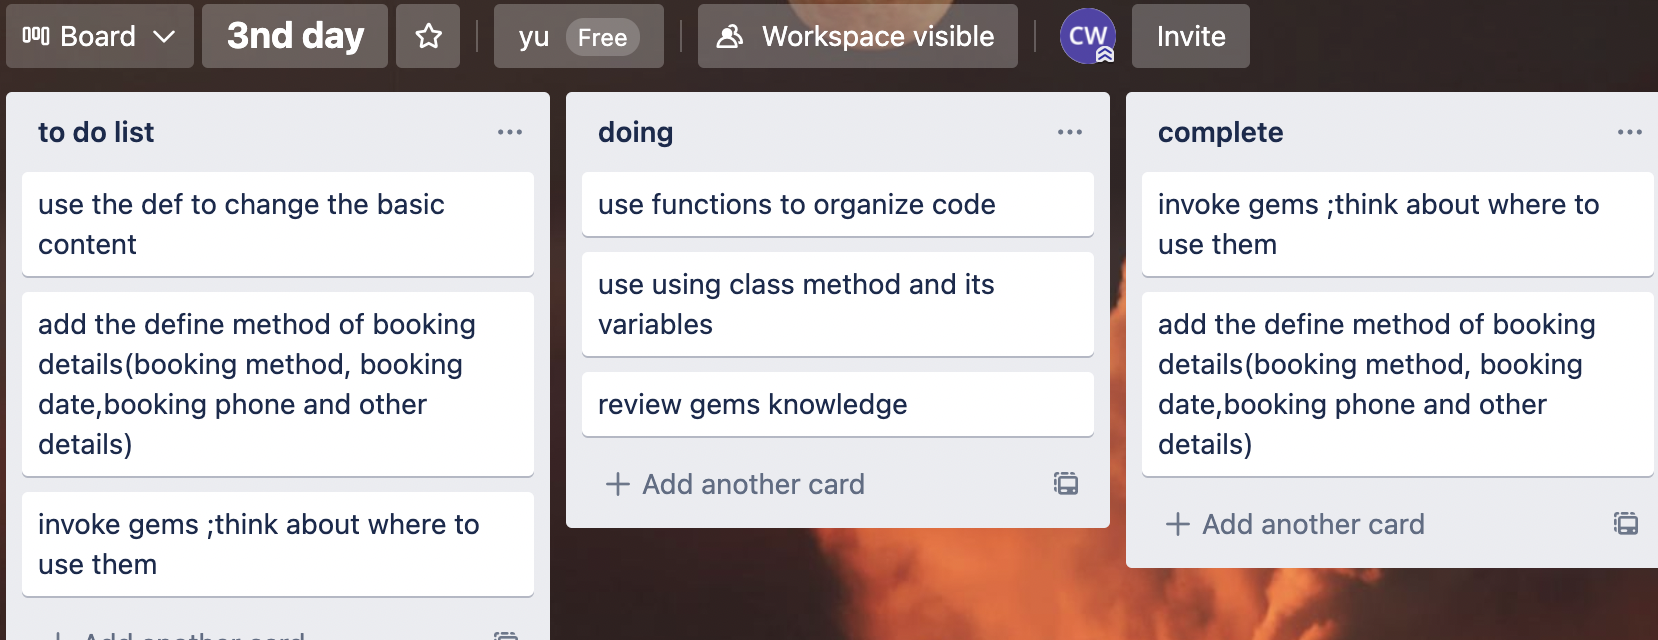 Board
3nd day
yu Free
Workspace visible
CW
Invite
to do list
use the def to change the basic
content
add the define method of booking
details(booking method, booking
date,booking phone and other
details)
invoke gems ;think about where to
use them
Add another card
doing
use functions to organize code
use using class method and its
variables
review gems knowledge
Add another card
complete
invoke gems ;think about where to
use them
add the define method of booking
details(booking method, booking
date,booking phone and other
details)
Add another card